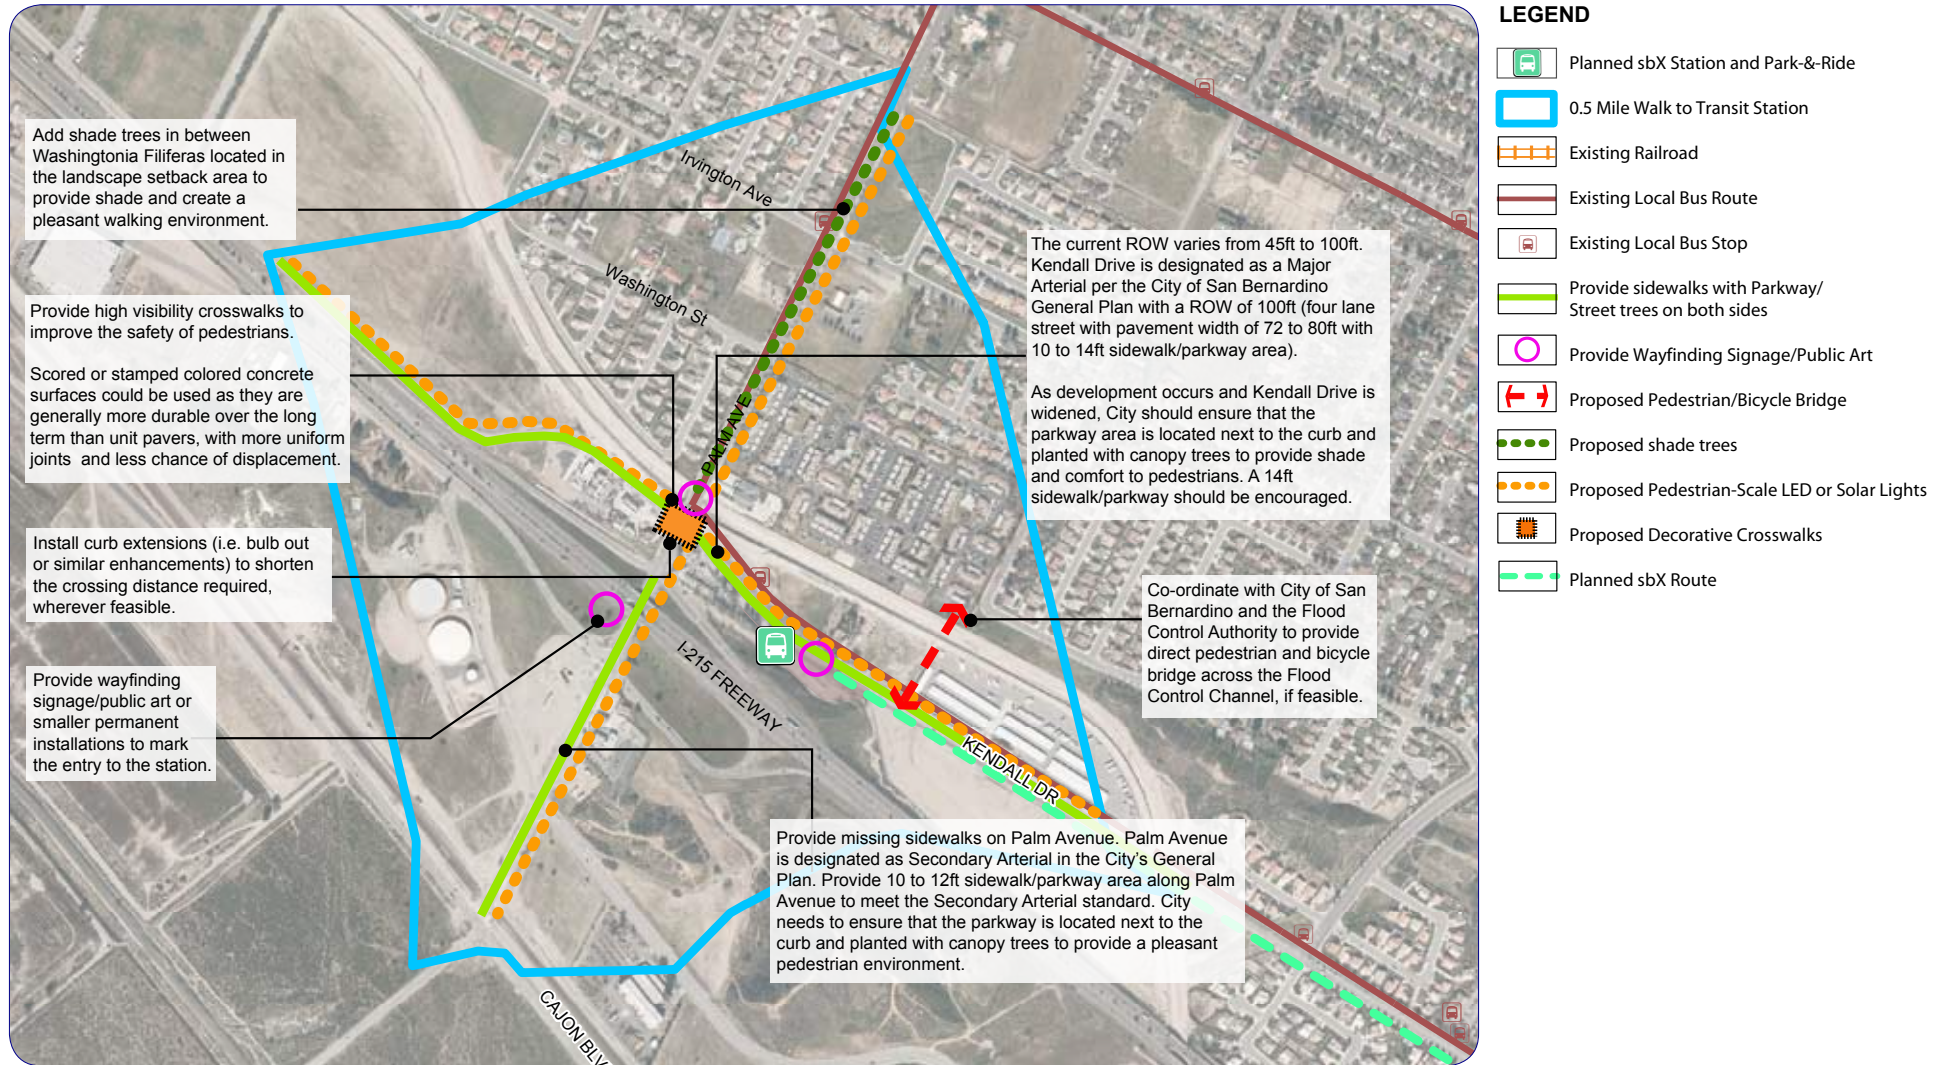 Add shade trees in between
Washingtonia Filiferas located in
the landscape setback area to
provide shade and create a
pleasant walking environment.
Provide high visibility crosswalks to
improve the safety of pedestrians.
Scored or stamped colored concrete
surfaces could be used as they are
generally more durable over the long
term than unit pavers, with more uniform
joints and less chance of displacement.
Install curb extensions (i.e. bulb out
or similar enhancements) to shorten
the crossing distance required,
wherever feasible.
Provide wayfinding
signage/public art or
smaller permanent
installations to mark
the entry to the station.
Irvington Ave
Washington St
PALM AVE
I-215 FREEWAY
KENDALL DR
CAJON BLV
The current ROW varies from 45ft to 100ft.
Kendall Drive is designated as a Major
Arterial per the City of San Bernardino
General Plan with a ROW of 100ft (four lane
street with pavement width of 72 to 80ft with
10 to 14ft sidewalk/parkway area).
As development occurs and Kendall Drive is
widened, City should ensure that the
parkway area is located next to the curb and
planted with canopy trees to provide shade
and comfort to pedestrians. A 14ft
sidewalk/parkway should be encouraged.
Co-ordinate with City of San
Bernardino and the Flood
Control Authority to provide
direct pedestrian and bicycle
bridge across the Flood
Control Channel, if feasible.
Provide missing sidewalks on Palm Avenue. Palm Avenue
is designated as Secondary Arterial in the City's General
Plan. Provide 10 to 12ft sidewalk/parkway area along Palm
Avenue to meet the Secondary Arterial standard. City
needs to ensure that the parkway is located next to the
curb and planted with canopy trees to provide a pleasant
pedestrian environment.
LEGEND
Planned sbX Station and Park-&-Ride
0.5 Mile Walk to Transit Station
Existing Railroad
Existing Local Bus Route
Existing Local Bus Stop
Provide sidewalks with Parkway/
Street trees on both sides
Provide Wayfinding Signage/Public Art
Proposed Pedestrian/Bicycle Bridge
Proposed shade trees
Proposed Pedestrian-Scale LED or Solar Lights
Proposed Decorative Crosswalks
Planned sbX Route